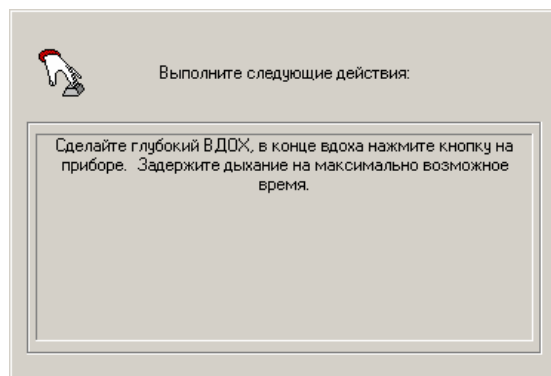 Выполните следующие действия:
Сделайте глубокий ВДОХ, в конце вдоха нажмите кнопку на
приборе.  Задержите дыхание на максимально возможное
время.